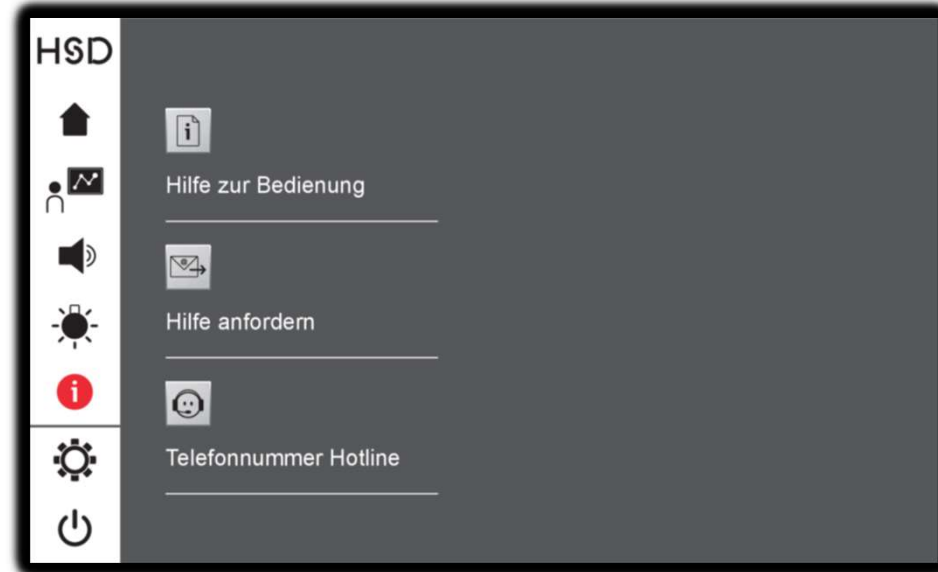 HSD
Hilfe zur Bedienung
Hilfe anfordern
Telefonnummer Hotline